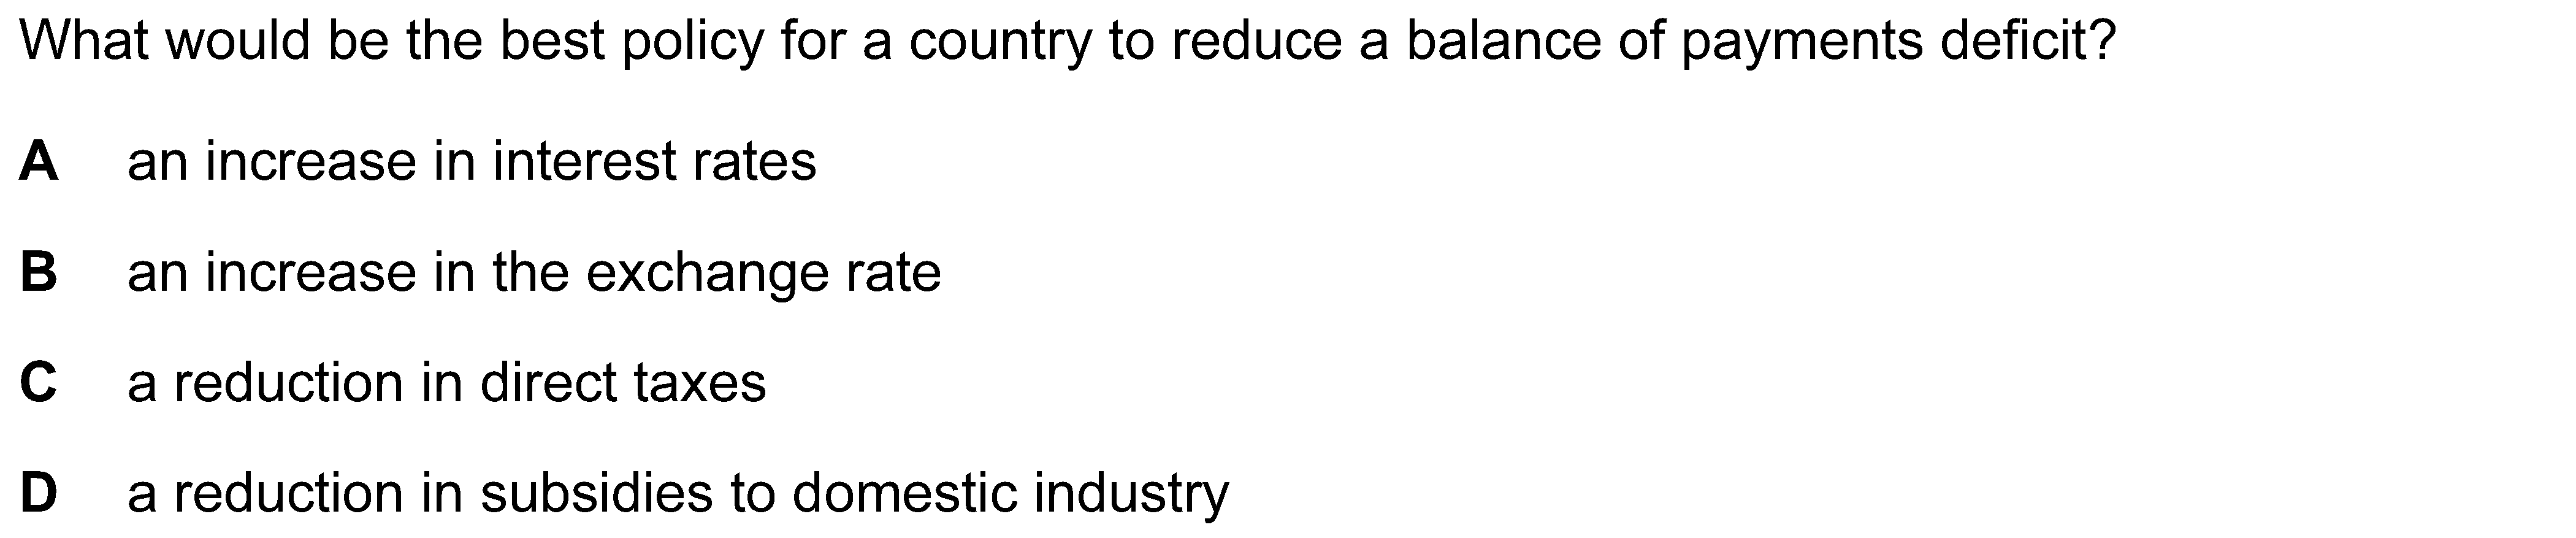 What would be the best policy for a country to reduce a balance of payments deficit?
A an increase in interest rates
B an increase in the exchange rate
C a reduction in direct taxes
D a reduction in subsidies to domestic industry